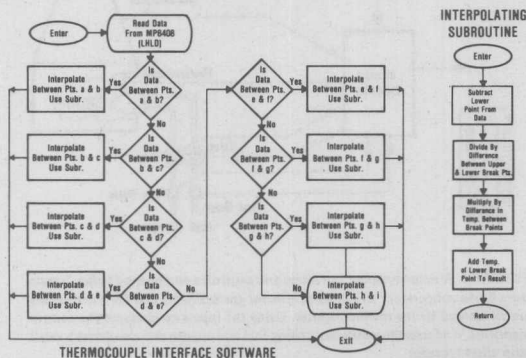 INTERPOLATING
SUBROUTINE
Enter
Read Data
From MP8408
(LHLD)
Enter
Interpolate
Between Pts. a & b
Use Subr.
Yes
Is
Data
Between Pts.
a & b?
Is
Data
Between Pts.
e & f?
Yes
Interpolate
Between Pts. e & f
Use Subr.
Subtract
Lower
Point From
Data
No
No
Interpolate
Between Pts. b & c
Use Subr.
Yes
Is
Data
Between Pts.
b & c?
Is
Data
Between Pts.
f & g?
Yes
Interpolate
Between Pts. f & g
Use Subr.
Divide By
Difference
Between Upper
& Lower Break Pts.
No
No
Interpolate
Between Pts. c & d
Use Subr.
Yes
Is
Data
Between Pts.
c & d?
Is
Data
Between Pts.
g & h?
Yes
Interpolate
Between Pts. g & h
Use Subr.
Multiply By
Difference in
Temp. Between
Break Points
No
No
Interpolate
Between Pts. d & e
Use Subr.
Yes
Is
Data
Between Pts.
d & e?
No
Interpolate
Between Pts. h & i
Use Subr.
Add Temp.
of Lower Break
Point To Result
Exit
Return
THERMOCOUPLE INTERFACE SOFTWARE